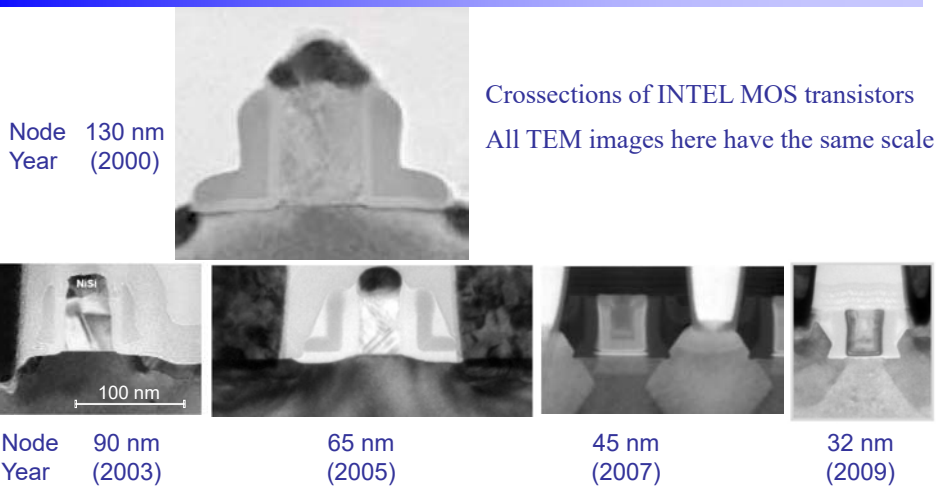 Crossections of INTEL MOS transistors
All TEM images here have the same scale
Node 130 nm
Year (2000)
NiSi
100 nm
Node 90 nm 65 nm 45 nm 32 nm
Year (2003) (2005) (2007) (2009)